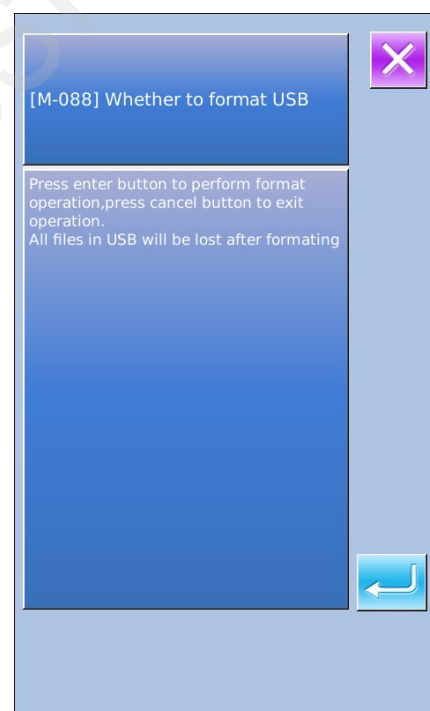 [M-088] Whether to format USB
Press enter button to perform format
operation,press cancel button to exit
operation.
All files in USB will be lost after formating